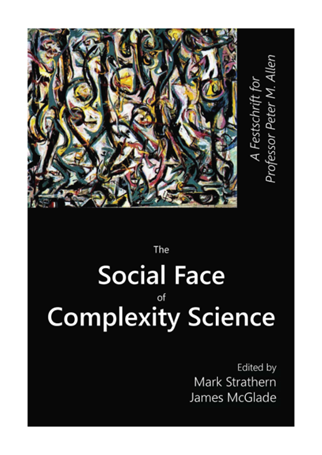 A Festschrift for
Professor Peter M. Allen
The
Social Face
of
Complexity Science
Edited by
Mark Strathern
James McGlade